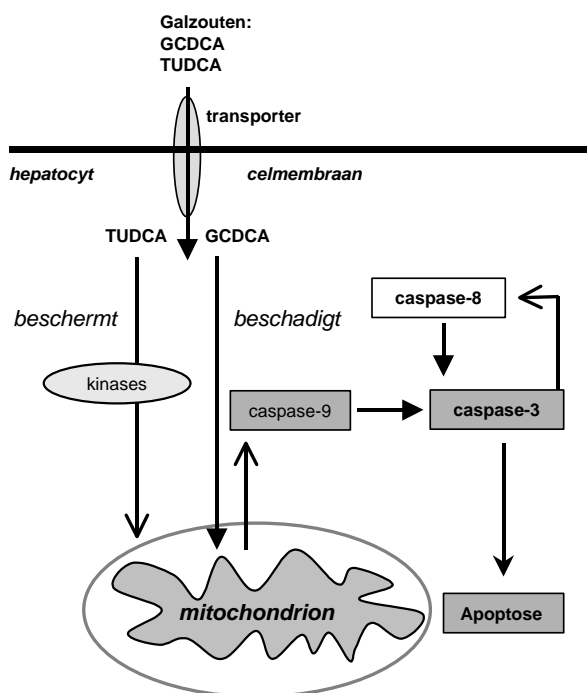 Galzouten:
GCDCA
TUDCA
transporter
hepatocyt
celmembraan
TUDCA
GCDCA
beschermt
beschadigt
caspase-8
kinases
caspase-9
caspase-3
mitochondrion
Apoptose